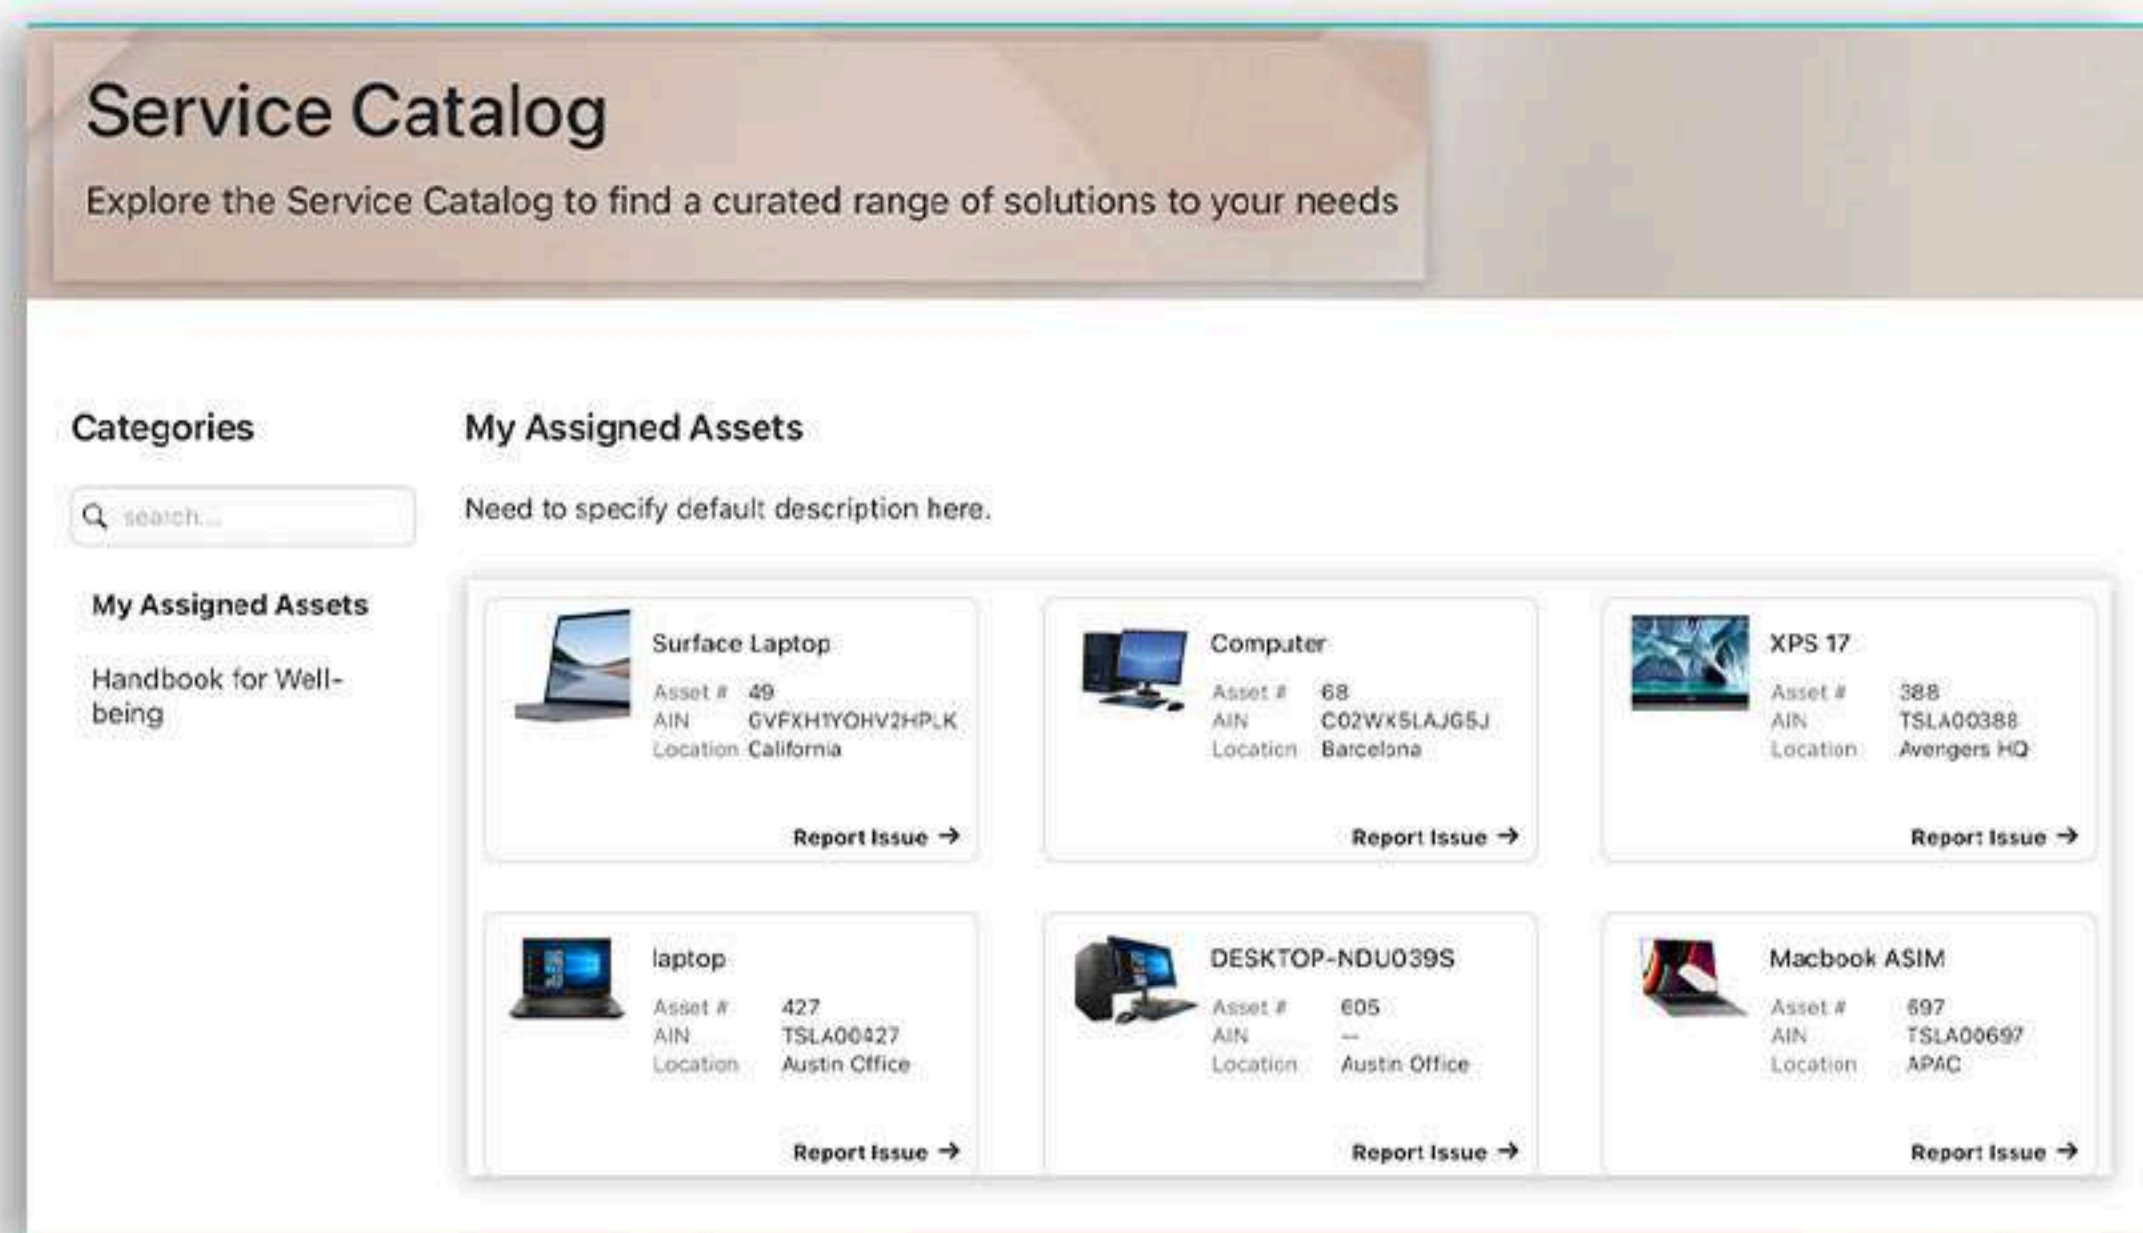 Service Catalog
Explore the Service Catalog to find a curated range of solutions to your needs
Categories
search...
My Assigned Assets
Handbook for Well-
being
My Assigned Assets
Need to specify default description here.
Surface Laptop
Asset # 49
AIN GVFXH1YOHV2HPLK
Location California
Report Issue →
Computer
Asset # 68
AIN C02WX5LAJG5J
Location Barcelona
Report Issue →
XPS 17
Asset # 388
AIN TSLA00388
Location Avengers HQ
Report Issue →
laptop
Asset # 427
AIN TSLA00427
Location Austin Office
Report Issue →
DESKTOP-NDU039S
Asset # 605
AIN --
Location Austin Office
Report Issue →
Macbook ASIM
Asset # 697
AIN TSLA00697
Location APAC
Report Issue →